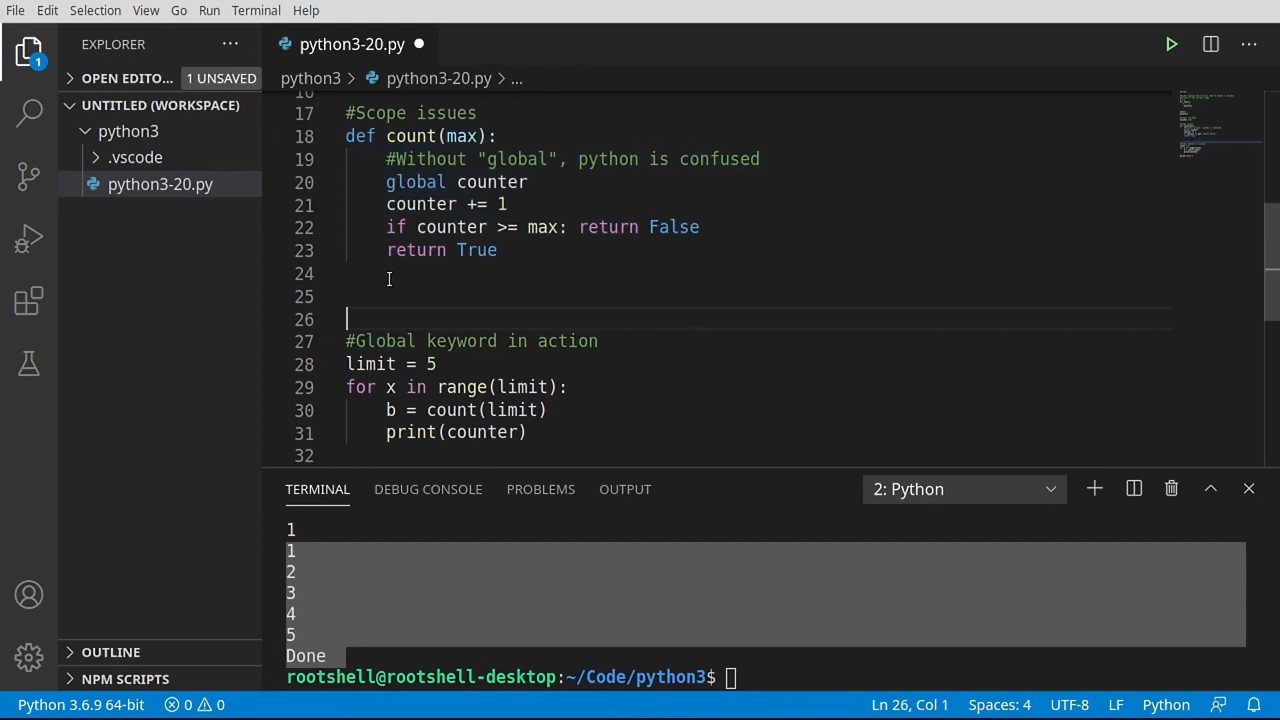 File Edit Selection View Go Run Terminal Help
1
EXPLORER ···
python3-20.py
OPEN EDITO... 1 UNSAVED
python3 > python3-20.py > ...
UNTITLED (WORKSPACE)
python3
.vscode
python3-20.py
16
17 #Scope issues
18 def count(max):
19 #Without "global", python is confused
20 global counter
21 counter += 1
22 if counter >= max: return False
23 return True
24
25
26
27 #Global keyword in action
28 limit = 5
29 for x in range(limit):
30 b = count(limit)
31 print(counter)
32
TERMINAL DEBUG CONSOLE PROBLEMS OUTPUT 2: Python
1
1
2
3
4
5
Done
rootshell@rootshell-desktop:~/Code/python3$
OUTLINE
NPM SCRIPTS
Python 3.6.9 64-bit 0 0 Ln 26, Col 1 Spaces: 4 UTF-8 LF Python